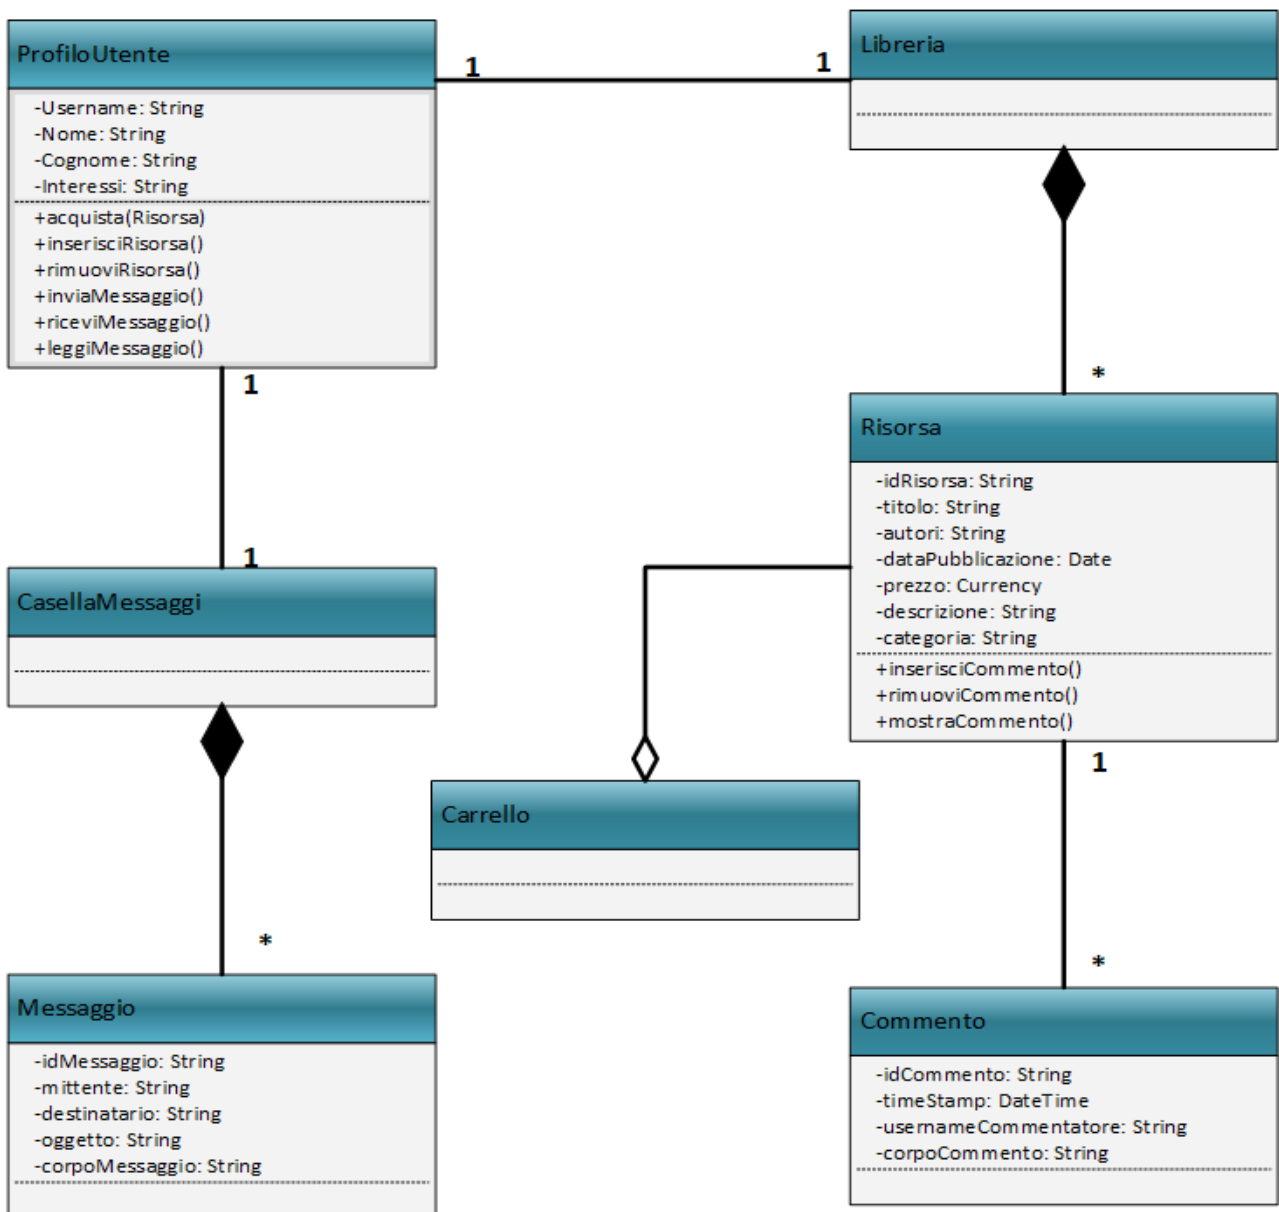 ProfiloUtente
-Username: String
-Nome: String
-Cognome: String
-Interessi: String
+acquista(Risorsa)
+inserisciRisorsa()
+rimuoviRisorsa()
+inviaMessaggio()
+riceviMessaggio()
+leggiMessaggio()
1
1
Libreria
1
1
*
CasellaMessaggi
Risorsa
-idRisorsa: String
-titolo: String
-autori: String
-dataPubblicazione: Date
-prezzo: Currency
-descrizione: String
-categoria: String
+inserisciCommento()
+rimuoviCommento()
+mostraCommento()
Carrello
1
*
*
Messaggio
-idMessaggio: String
-mittente: String
-destinatario: String
-oggetto: String
-corpoMessaggio: String
Commento
-idCommento: String
-timeStamp: DateTime
-usernameCommentatore: String
-corpoCommento: String